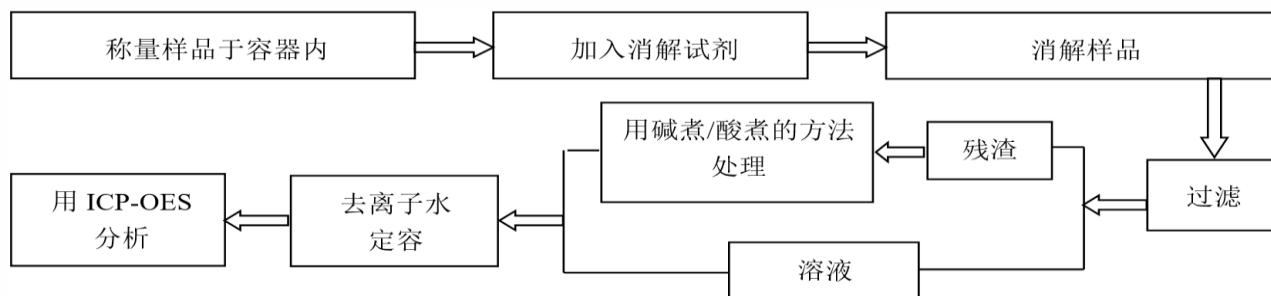 称量样品于容器内
加入消解试剂
消解样品
用碱煮/酸煮的方法
处理
残渣
过滤
用 ICP-OES
分析
去离子水
定容
溶液